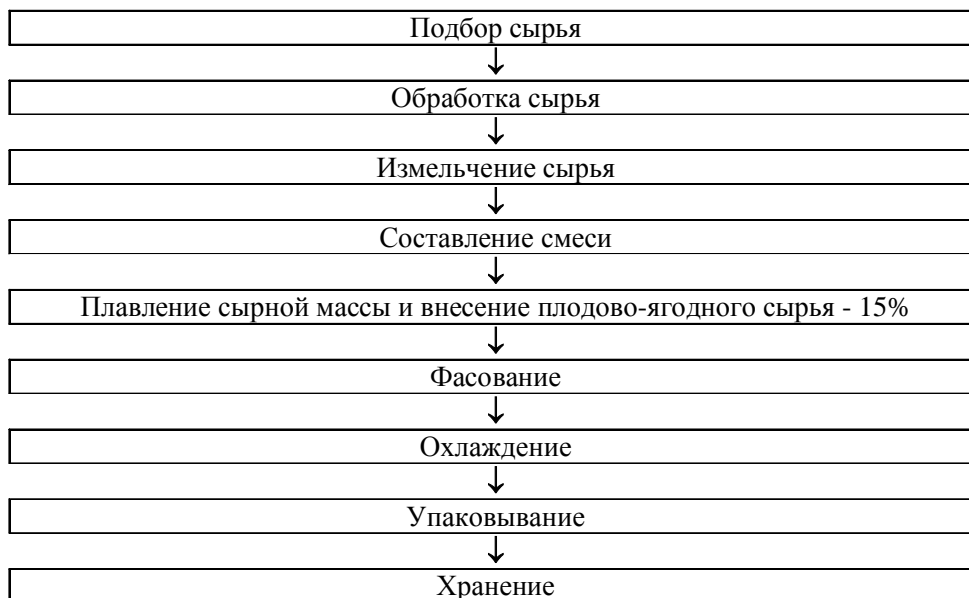 Подбор сырья
Обработка сырья
Измельчение сырья
Составление смеси
Плавление сырной массы и внесение плодово-ягодного сырья - 15%
Фасование
Охлаждение
Упаковывание
Хранение